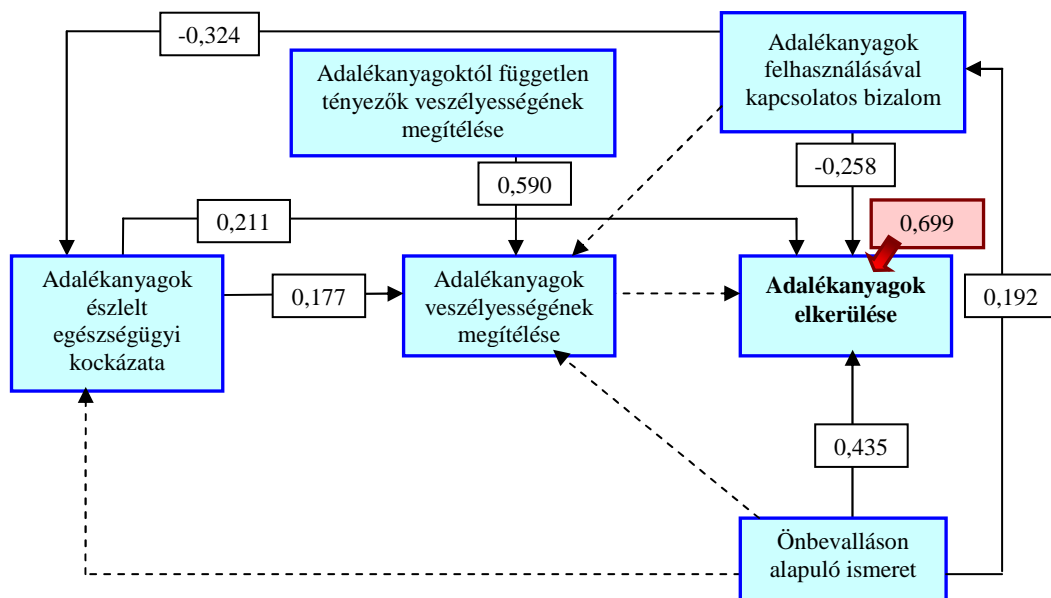 -0,324
Adalékanyagok
felhasználásával
kapcsolatos bizalom
Adalékanyagoktól független
tényezők veszélyességének
megítélése
0,590
-0,258
0,211
0,699
Adalékanyagok
észlelt
egészségügyi
kockázata
0,177
Adalékanyagok
veszélyességének
megítélése
Adalékanyagok
elkerülése
0,192
0,435
Önbevalláson
alapuló ismeret